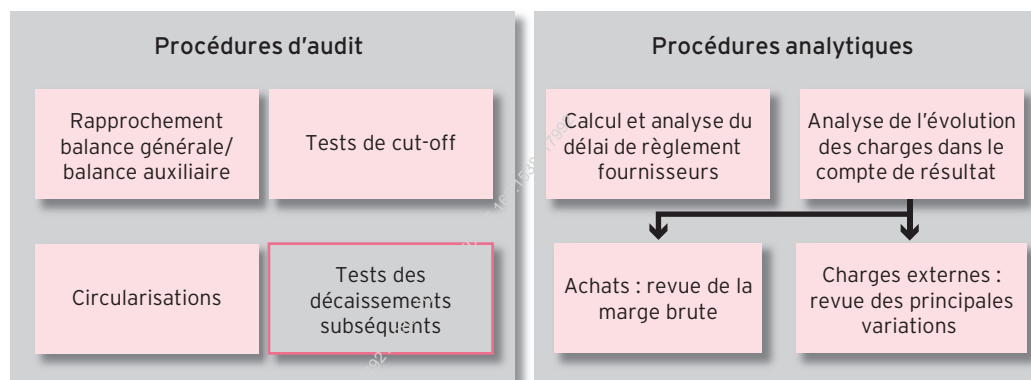 Procédures d'audit
Rapprochement
balance générale/
balance auxiliaire
Tests de cut-off
Circularisations
Tests des
décaissements
subséquents
Procédures analytiques
Calcul et analyse du
délai de règlement
fournisseurs
Analyse de l'évolution
des charges dans le
compte de résultat
Achats : revue de la
marge brute
Charges externes :
revue des principales
variations